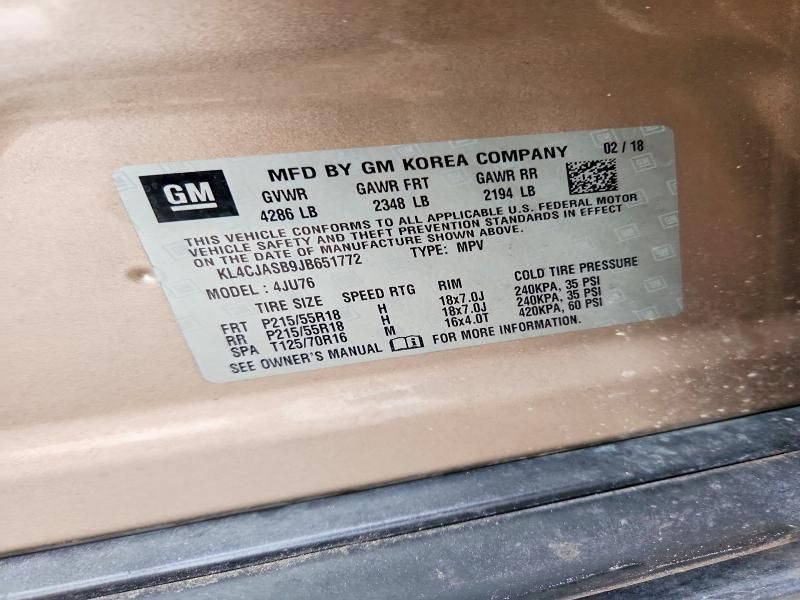 GM
MFD BY GM KOREA COMPANY 02 / 18
GVWR GAWR FRT GAWR RR
4286 LB 2348 LB 2194 LB
THIS VEHICLE CONFORMS TO ALL APPLICABLE U.S. FEDERAL MOTOR
VEHICLE SAFETY AND THEFT PREVENTION STANDARDS IN EFFECT
ON THE DATE OF MANUFACTURE SHOWN ABOVE.
KL4CJASB9JB651772 TYPE: MPV
MODEL: 4JU76
TIRE SIZE SPEED RTG RIM COLD TIRE PRESSURE
FRT P215/55R18 H 18x7.0J 240KPA, 35 PSI
RR P215/55R18 H 18x7.0J 240KPA, 35 PSI
SPA T125/70R16 M 16x4.0T 420KPA, 60 PSI
SEE OWNER'S MANUAL FOR MORE INFORMATION.